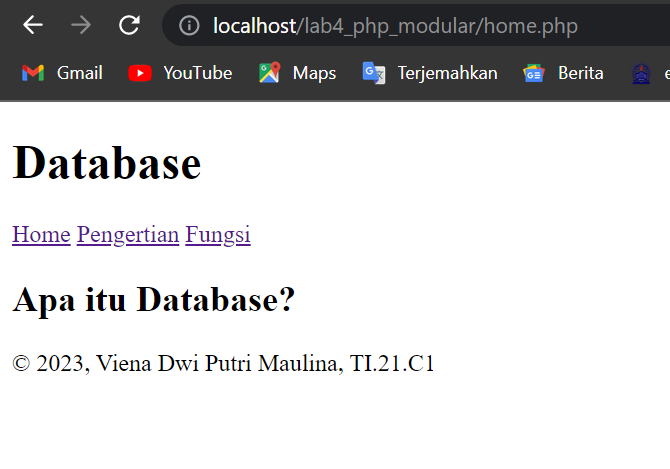 localhost/lab4_php_modular/home.php
Gmail YouTube Maps Terjemahkan Berita e
Database
Home Pengertian Fungsi
Apa itu Database?
© 2023, Viena Dwi Putri Maulina, TI.21.C1